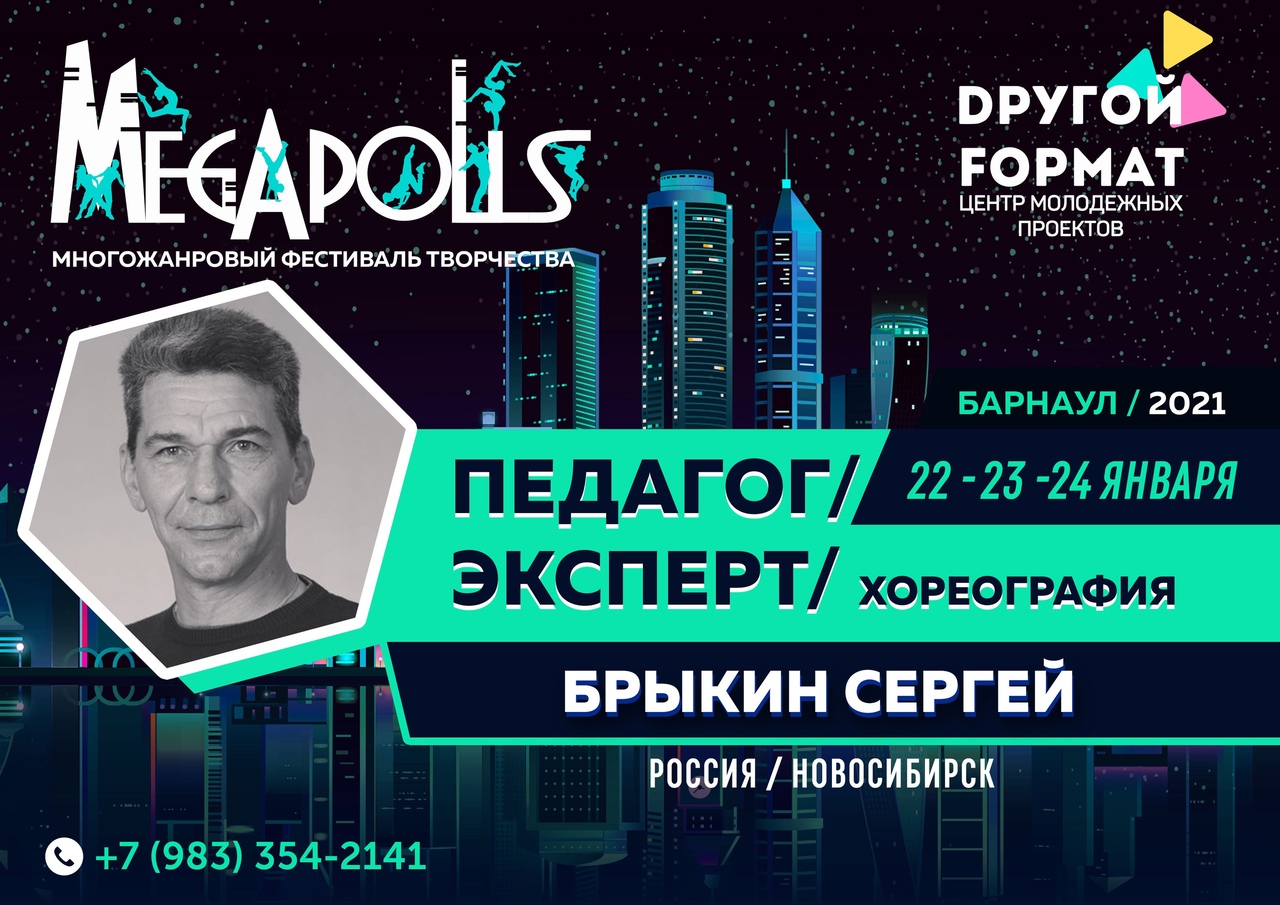 MEGAPOLIS
МНОГОЖАНРОВЫЙ ФЕСТИВАЛЬ ТВОРЧЕСТВА
DРУГОЙ
FОРМАТ
ЦЕНТР МОЛОДЕЖНЫХ
ПРОЕКТОВ
БАРНАУЛ / 2021
22 - 23 -24 ЯНВАРЯ
ПЕДАГОГ/
ЭКСПЕРТ/ ХОРЕОГРАФИЯ
БРЫКИН СЕРГЕЙ
РОССИЯ / НОВОСИБИРСК
+7 (983) 354-2141